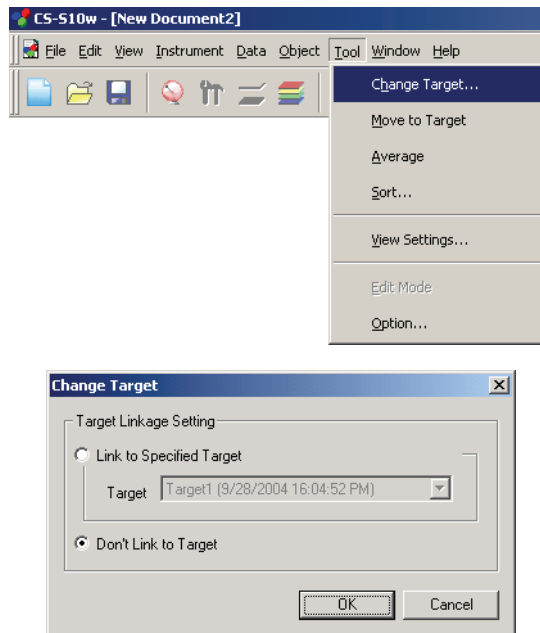 CS-S10w - [New Document2]
File Edit View Instrument Data Object Tool Window Help
Change Target...
Move to Target
Average
Sort...
View Settings...
Edit Mode
Option...
Change Target
Target Linkage Setting
Link to Specified Target
Target Target1 (9/28/2004 16:04:52 PM)
Don't Link to Target
OK Cancel